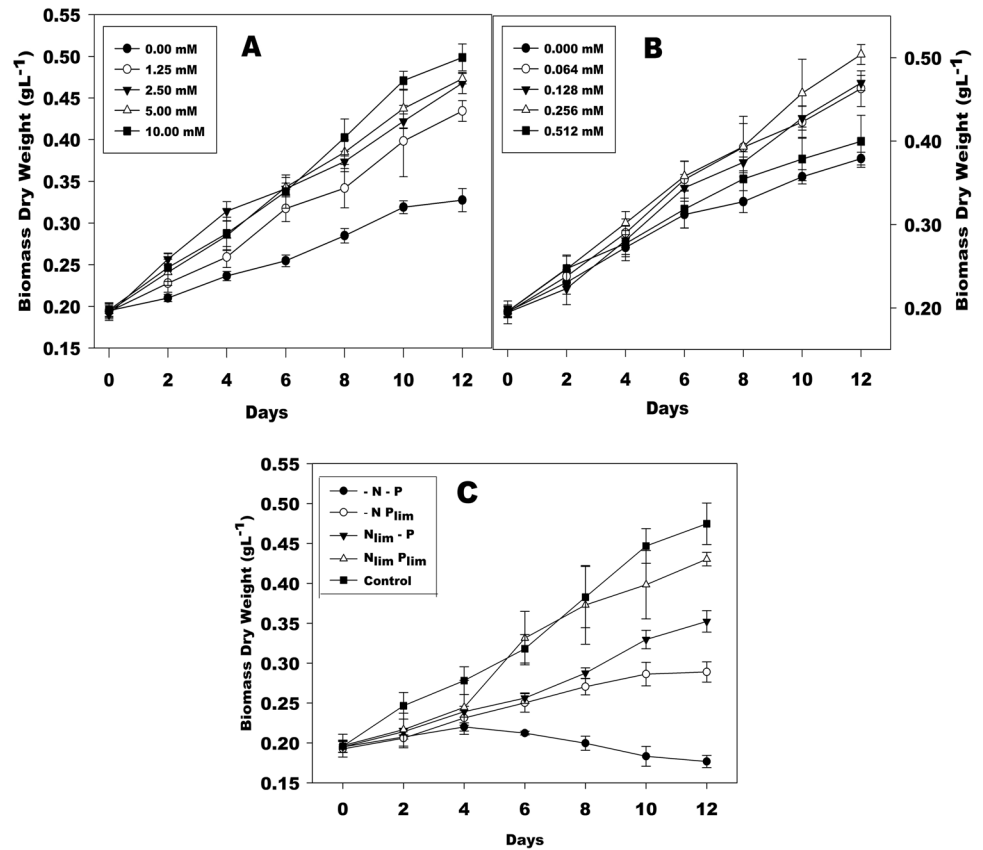 A
0.00 mM
1.25 mM
2.50 mM
5.00 mM
10.00 mM
Biomass Dry Weight (gL-1)
0.55
0.50
0.45
0.40
0.35
0.30
0.25
0.20
0.15
0 2 4 6 8 10 12
Days
B
0.000 mM
0.064 mM
0.128 mM
0.256 mM
0.512 mM
0.50
0.40
0.30
0.20
Biomass Dry Weight (gL-1)
0 2 4 6 8 10 12
Days
C
- N - P
- N Plim
Nlim - P
Nlim Plim
Control
Biomass Dry Weight (gL-1)
0.55
0.50
0.45
0.40
0.35
0.30
0.25
0.20
0.15
0 2 4 6 8 10 12
Days